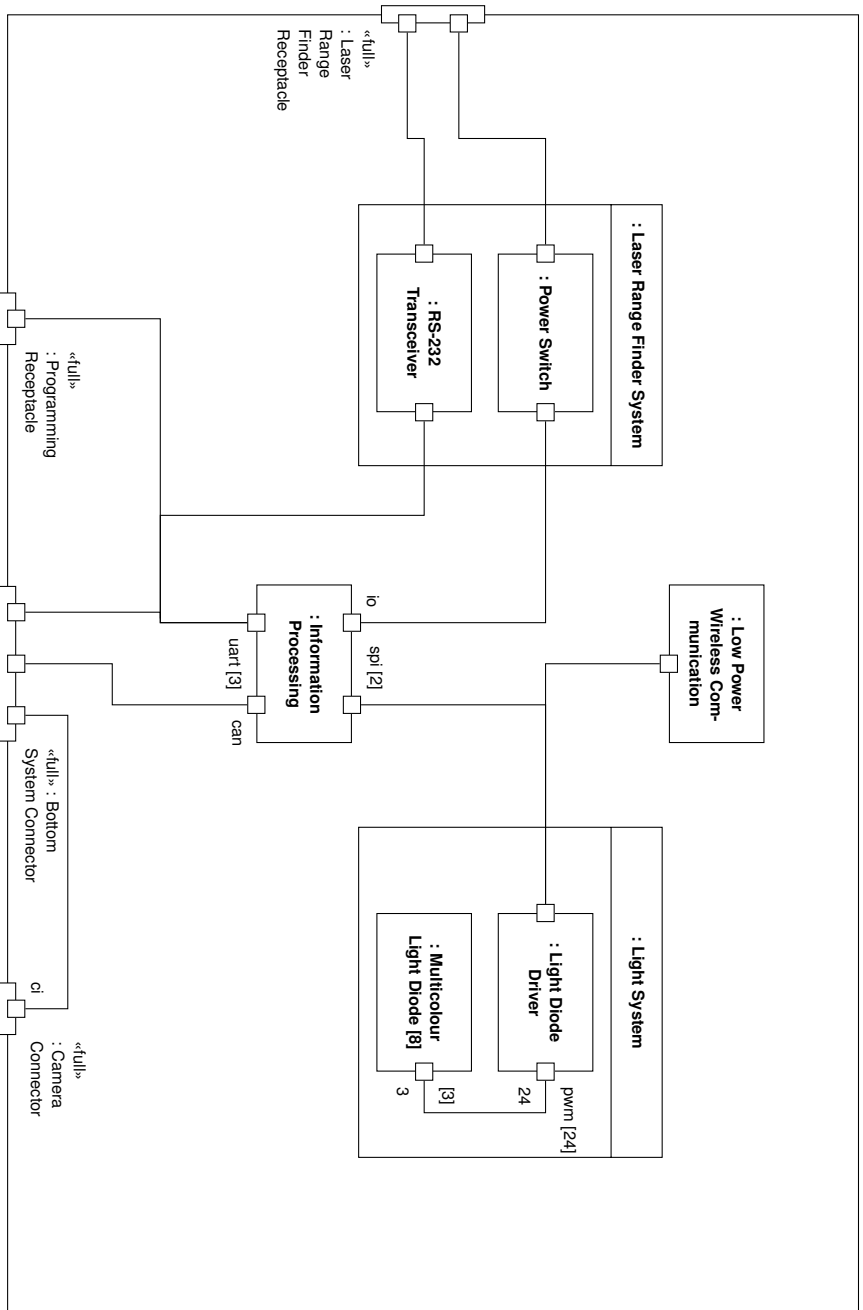 «full»
: Laser
Range
Finder
Receptacle
: Laser Range Finder System
: Power Switch
: RS-232
Transceiver
«full»
: Programming
Receptacle
: Low Power
Wireless Com-
munication
io
spi [2]
: Information
Processing
uart [3]
can
: Light System
: Light Diode
Driver
pwm [24]
24
: Multicolour
Light Diode [8]
[3]
3
«full» : Bottom
System Connector
ci
«full»
: Camera
Connector